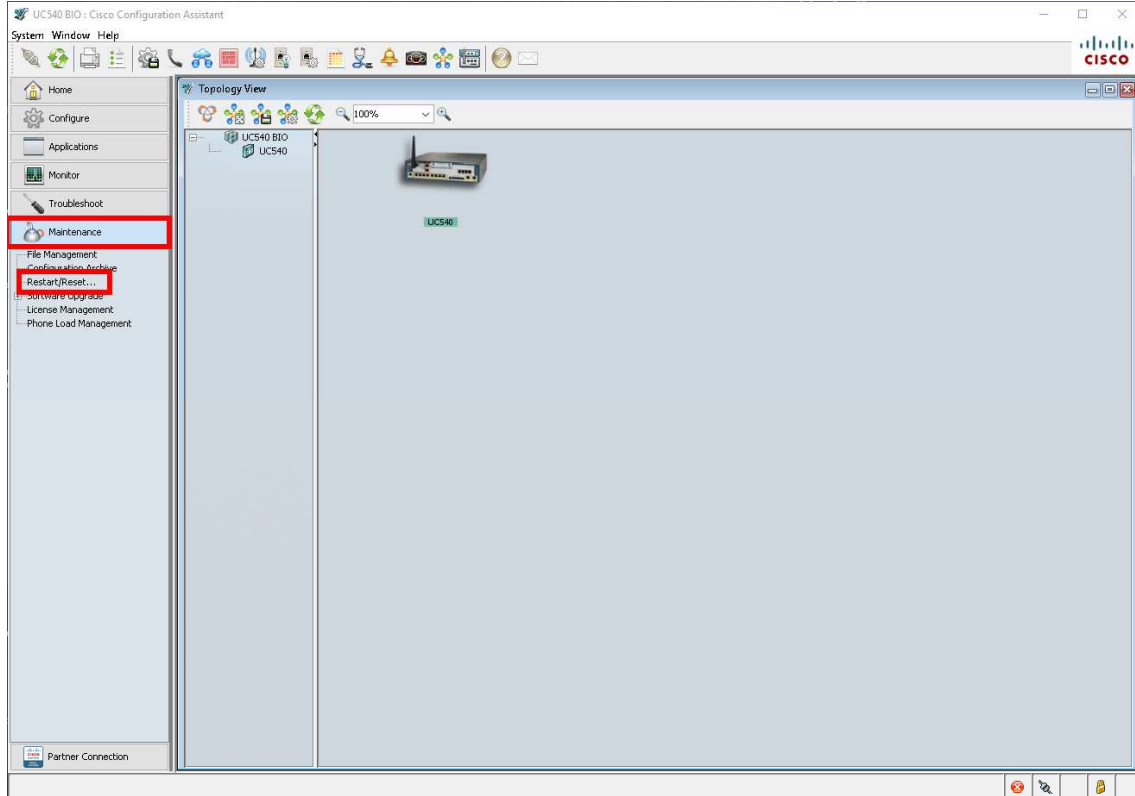 UC540 BIO : Cisco Configuration Assistant
System Window Help
CISCO
Home
Configure
Applications
Monitor
Troubleshoot
Maintenance
File Management
Configuration Archive
Restart/Reset...
Software Upgrade
License Management
Phone Load Management
Partner Connection
Topology View
100%
UC540 BIO
UC540
UC540